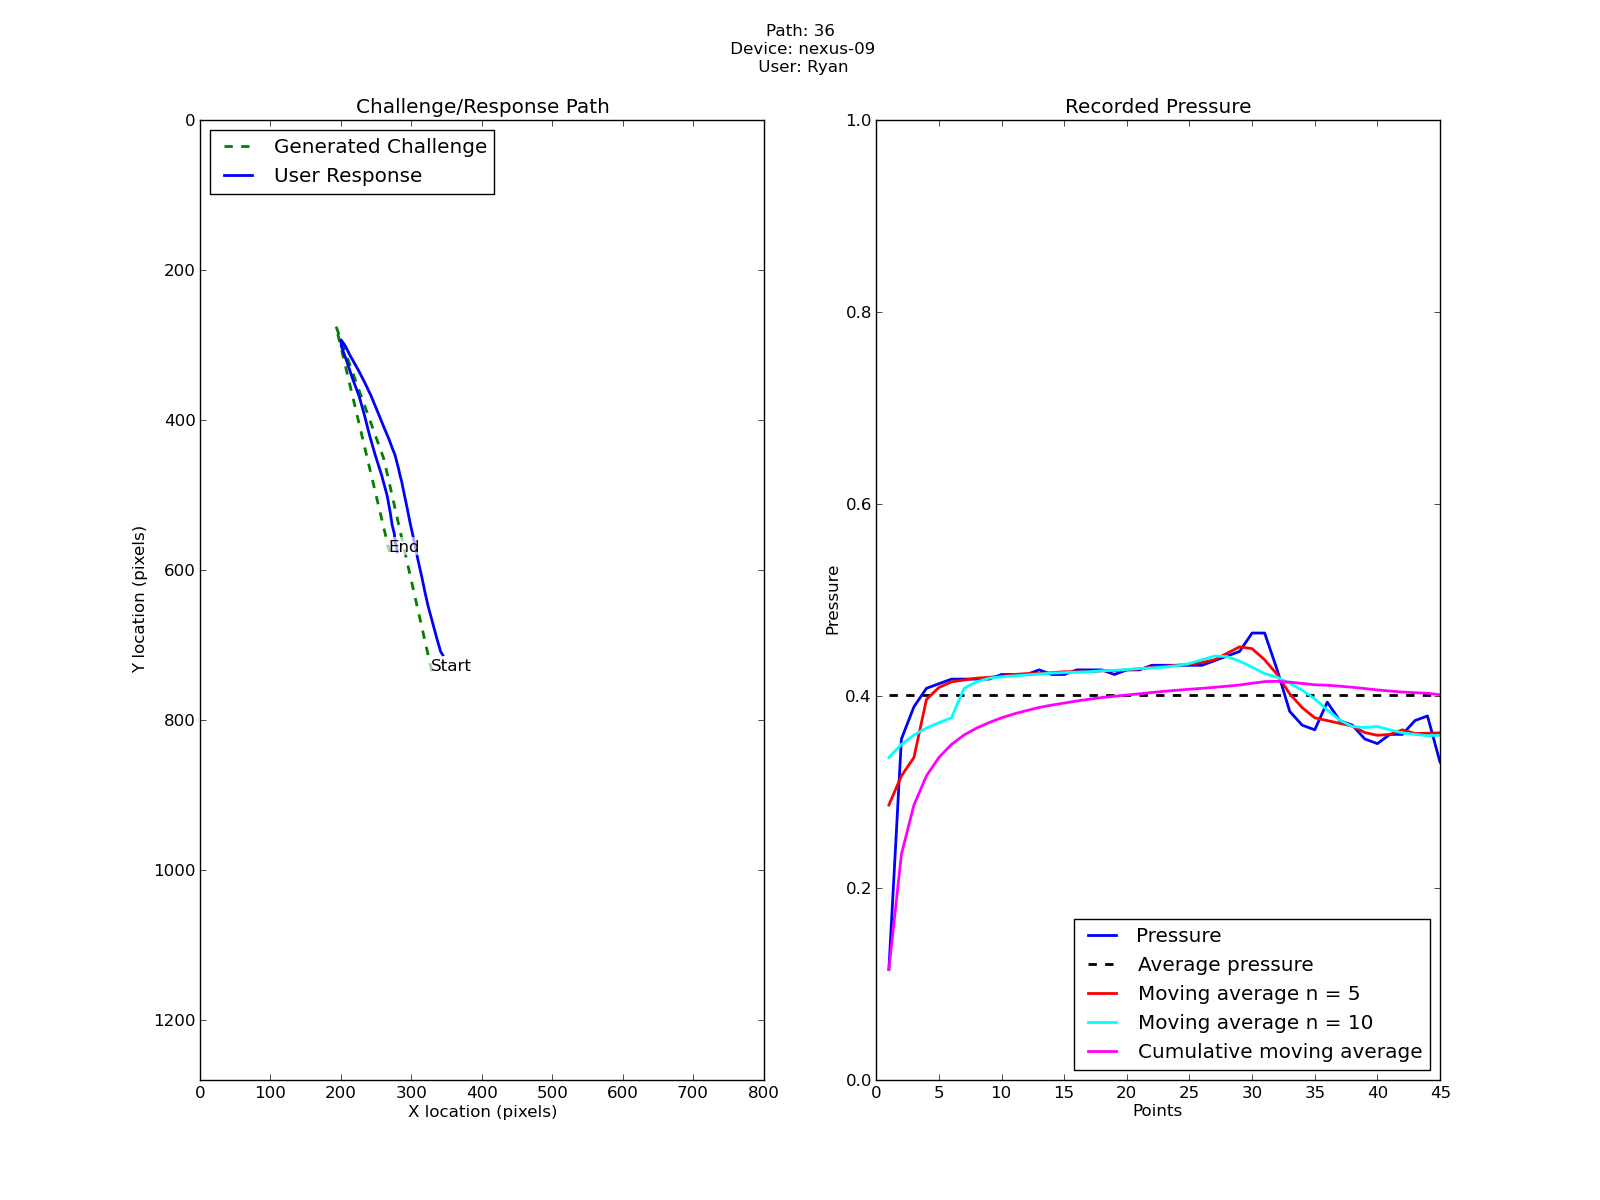 Path: 36
Device: nexus-09
User: Ryan
Challenge/Response Path
Generated Challenge
User Response
0
200
400
600
800
1000
1200
Y location (pixels)
End
Start
0 100 200 300 400 500 600 700 800
X location (pixels)
Recorded Pressure
1.0
0.8
0.6
0.4
0.2
0.0
Pressure
Pressure
Average pressure
Moving average n = 5
Moving average n = 10
Cumulative moving average
0 5 10 15 20 25 30 35 40 45
Points